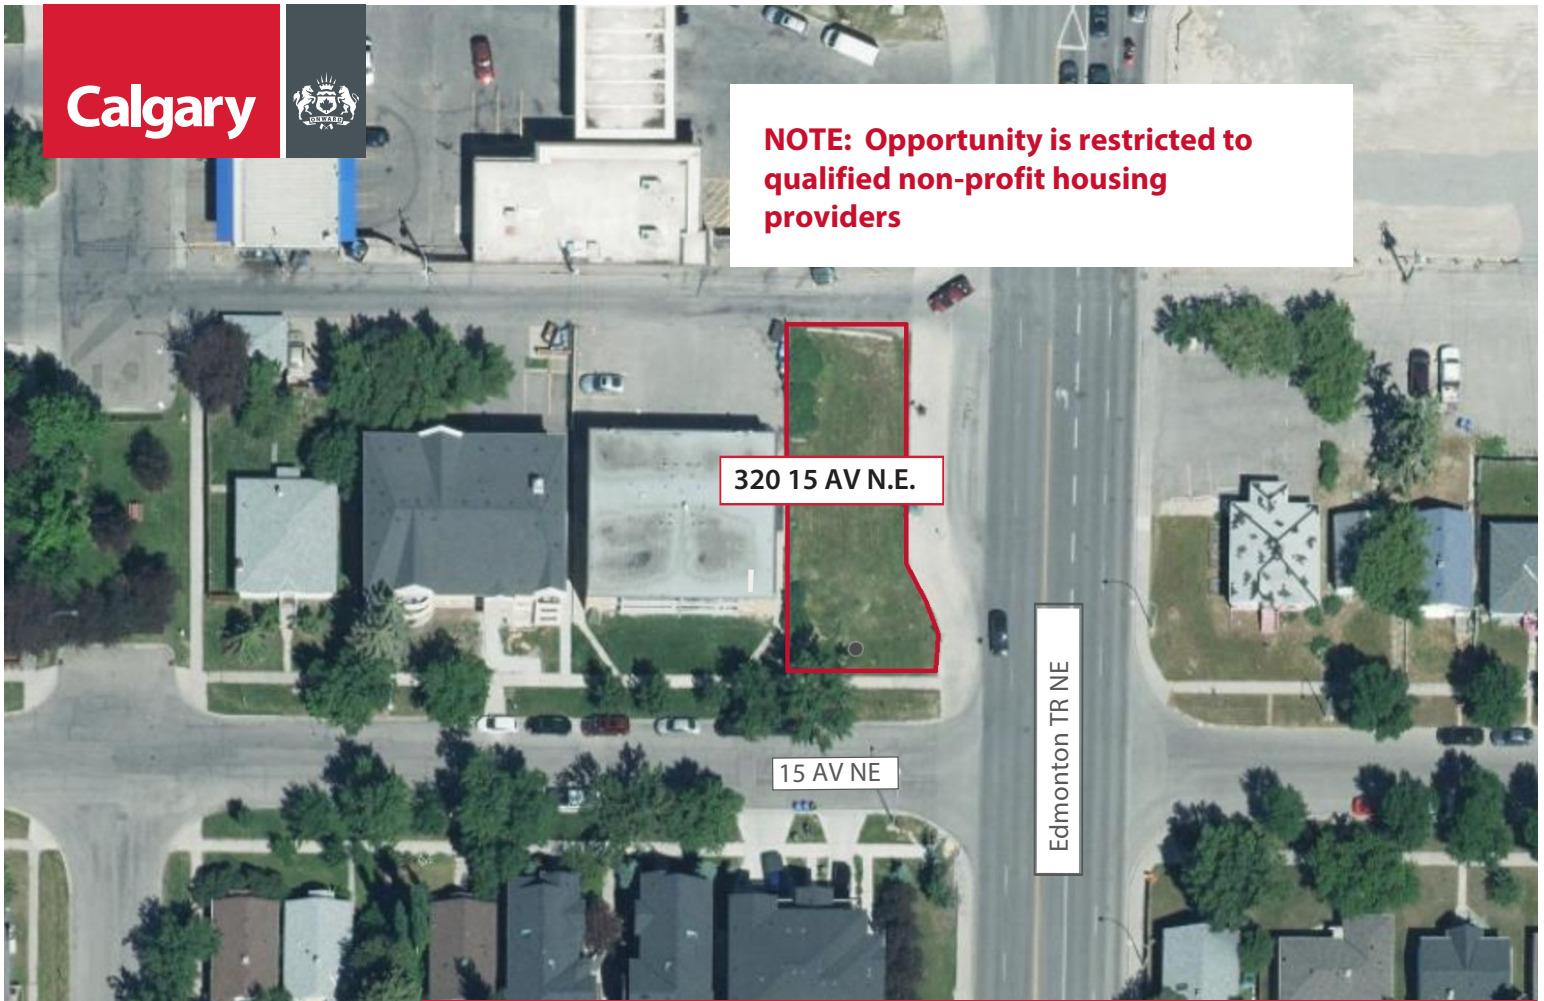 Calgary
ONWARD
NOTE: Opportunity is restricted to
qualified non-profit housing
providers
320 15 AV N.E.
15 AV NE
Edmonton TR NE